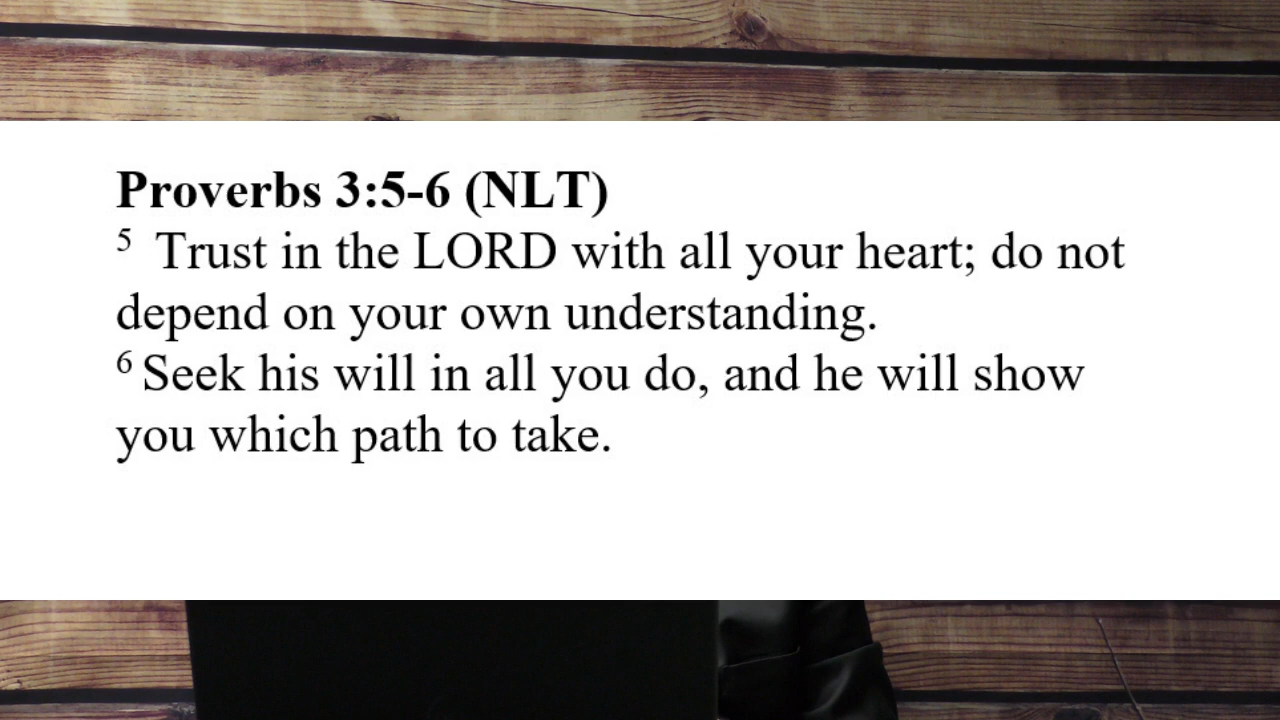 Proverbs 3:5-6 (NLT)
5 Trust in the LORD with all your heart; do not
depend on your own understanding.
6 Seek his will in all you do, and he will show
you which path to take.